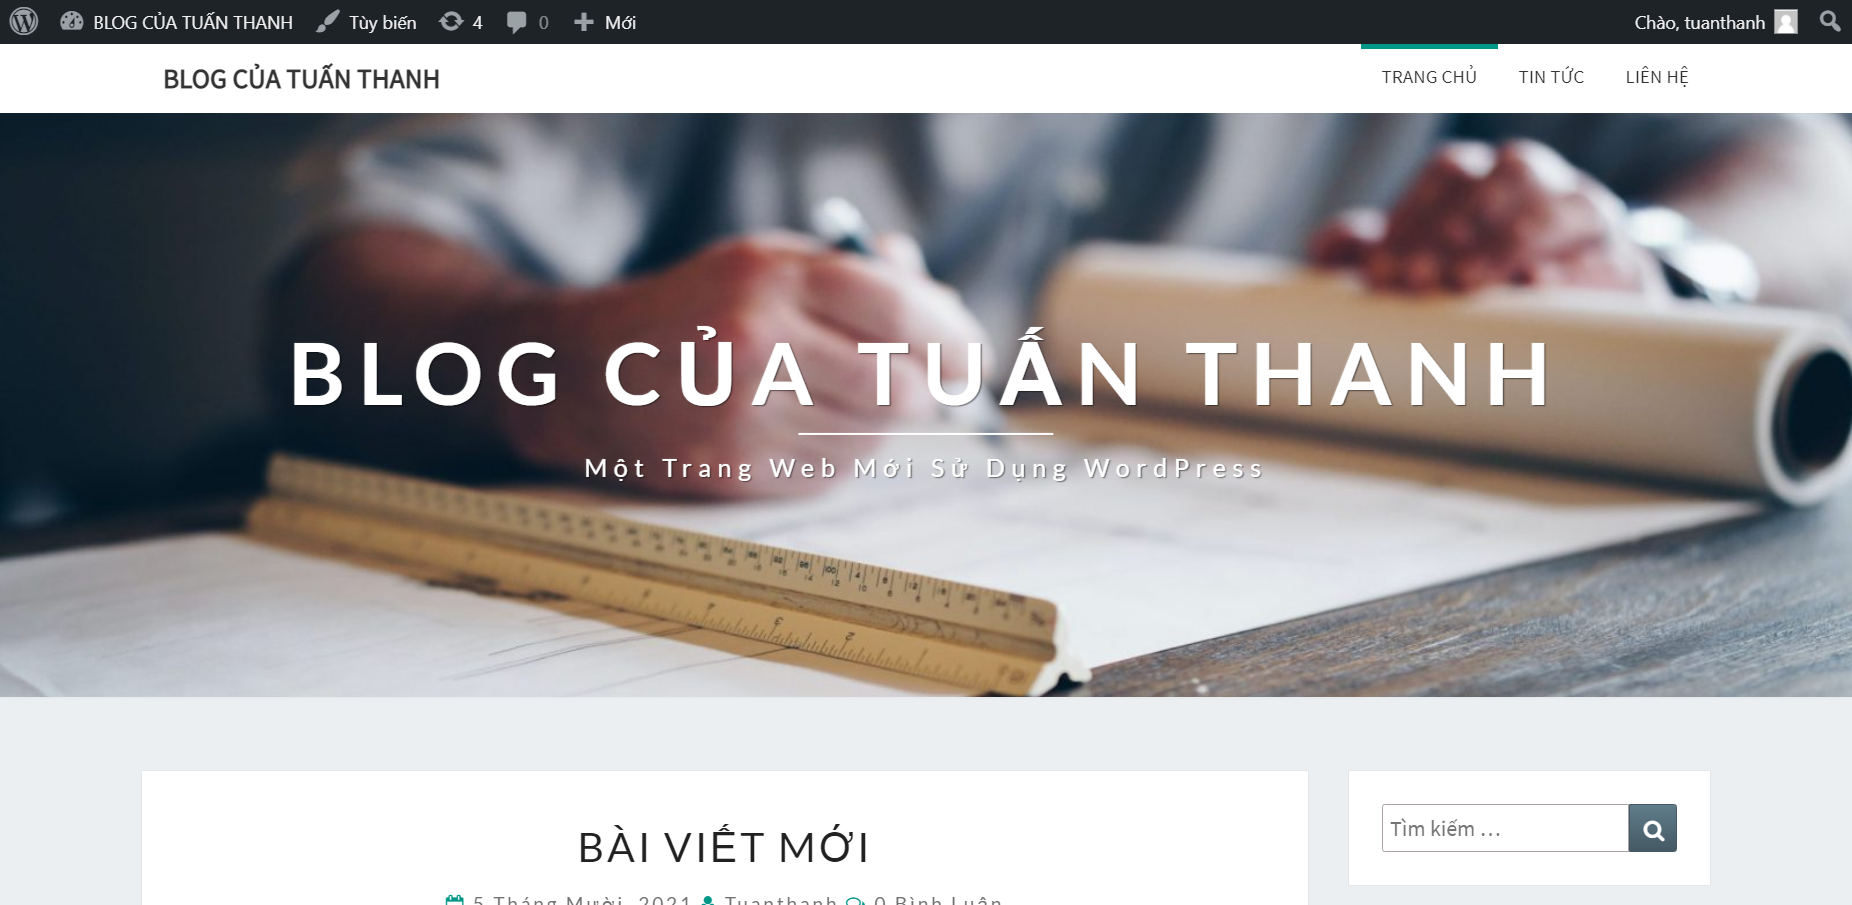 BLOG CỦA TUẤN THANH Tùy biến 4 0 Mới Chào, tuanthanh
BLOG CỦA TUẤN THANH TRANG CHỦ TIN TỨC LIÊN HỆ
BLOG CỦA TUẤN THANH
Một Trang Web Mới Sử Dụng WordPress
BÀI VIẾT MỚI
5 Tháng Mười, 2021 Tuanthanh 0 Bình Luận
Tìm kiếm …